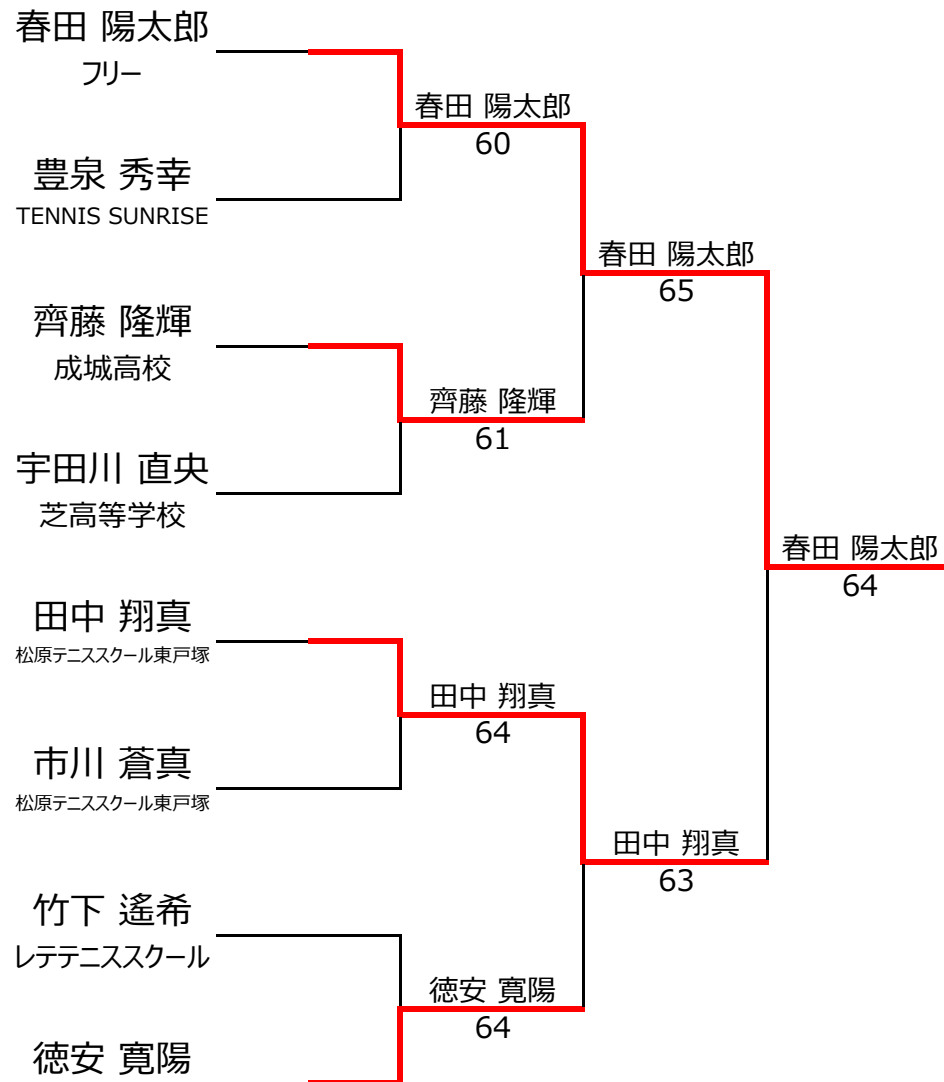 春田 陽太郎
フリー
春田 陽太郎
60
豊泉 秀幸
TENNIS SUNRISE
春田 陽太郎
65
齊藤 隆輝
成城高校
齊藤 隆輝
61
宇田川 直央
芝高等学校
春田 陽太郎
64
田中 翔真
松原テニススクール東戸塚
田中 翔真
64
市川 蒼真
松原テニススクール東戸塚
田中 翔真
63
竹下 遙希
レテテニススクール
徳安 寛陽
64
徳安 寛陽